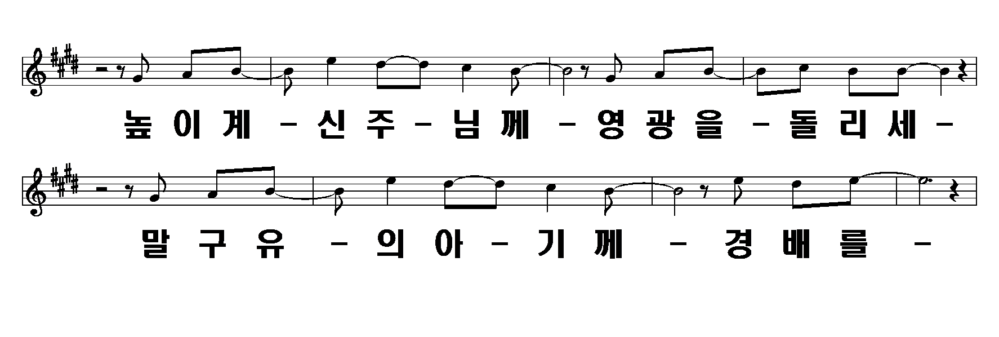 높 이 계 - 신 주 - 님 께 - 영 광 을 - 돌 리 세 -
말 구 유 - 의 아 - 기 께 - 경 배 를 -